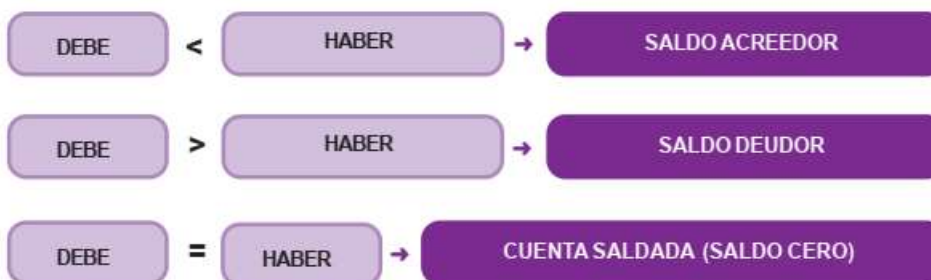 DEBE < HABER → SALDO ACREEDOR
DEBE > HABER → SALDO DEUDOR
DEBE = HABER → CUENTA SALDADA (SALDO CERO)